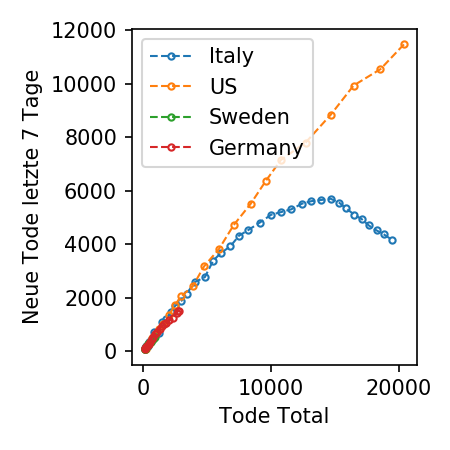 12000
10000
8000
6000
4000
2000
0
Neue Tode letzte 7 Tage
Italy
US
Sweden
Germany
0 10000 20000
Tode Total